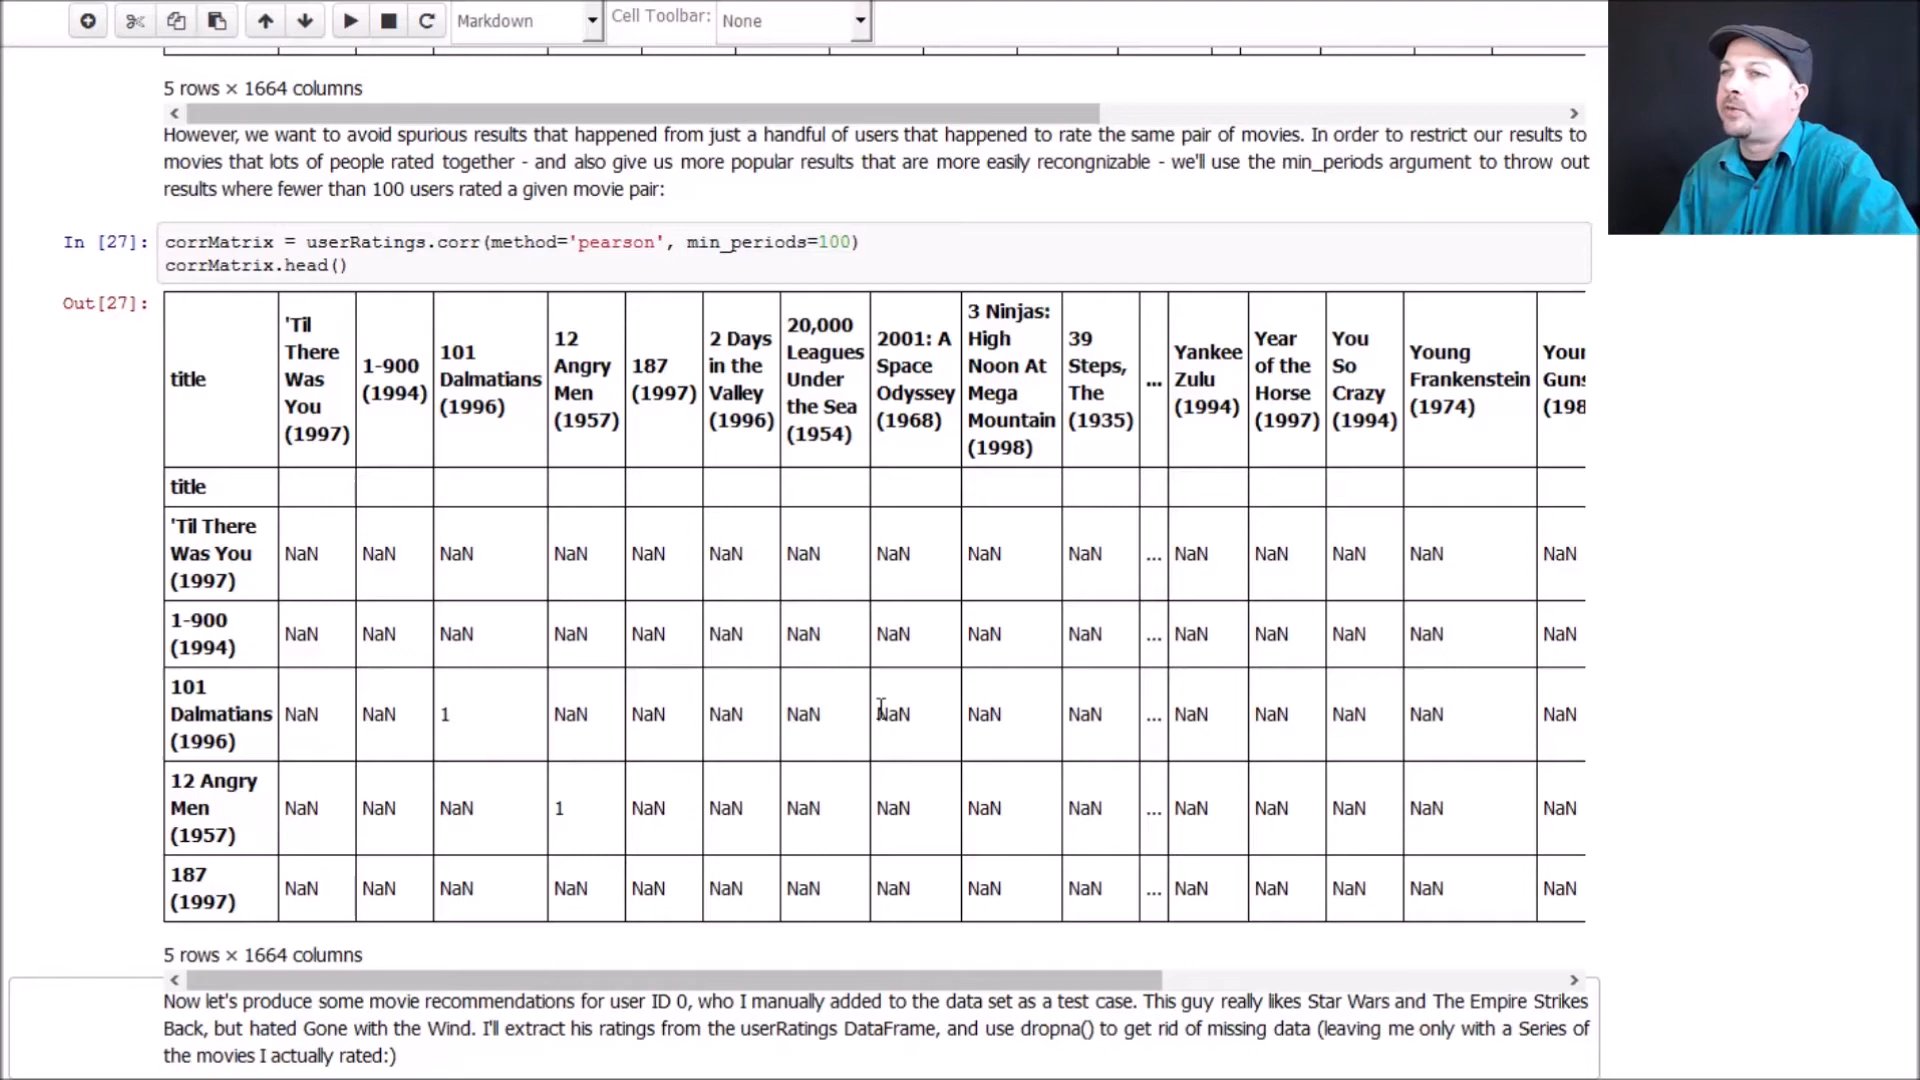 Markdown
Cell Toolbar:
None
5 rows × 1664 columns
However, we want to avoid spurious results that happened from just a handful of users that happened to rate the same pair of movies. In order to restrict our results to
movies that lots of people rated together - and also give us more popular results that are more easily recongnizable - we'll use the min_periods argument to throw out
results where fewer than 100 users rated a given movie pair:
In [27]:
corrMatrix = userRatings.corr(method='pearson', min_periods=100)
corrMatrix.head()
Out[27]:
title
'Til
There
Was
You
(1997)
1-900
(1994)
101
Dalmatians
(1996)
12
Angry
Men
(1957)
187
(1997)
2 Days
in the
Valley
(1996)
20,000
Leagues
Under
the Sea
(1954)
2001: A
Space
Odyssey
(1968)
3 Ninjas:
High
Noon At
Mega
Mountain
(1998)
39
Steps,
The
(1935)
...
Yankee
Zulu
(1994)
Year
of the
Horse
(1997)
You
So
Crazy
(1994)
Young
Frankenstein
(1974)
Your
Guns
(198
title
'Til There
Was You
(1997)
NaN NaN NaN NaN NaN NaN NaN NaN NaN NaN ... NaN NaN NaN NaN NaN
1-900
(1994)
NaN NaN NaN NaN NaN NaN NaN NaN NaN NaN ... NaN NaN NaN NaN NaN
101
Dalmatians
(1996)
NaN NaN 1 NaN NaN NaN NaN NaN NaN NaN ... NaN NaN NaN NaN NaN
12 Angry
Men
(1957)
NaN NaN NaN 1 NaN NaN NaN NaN NaN NaN ... NaN NaN NaN NaN NaN
187
(1997)
NaN NaN NaN NaN NaN NaN NaN NaN NaN NaN ... NaN NaN NaN NaN NaN
5 rows × 1664 columns
Now let's produce some movie recommendations for user ID 0, who I manually added to the data set as a test case. This guy really likes Star Wars and The Empire Strikes
Back, but hated Gone with the Wind. I'll extract his ratings from the userRatings DataFrame, and use dropna() to get rid of missing data (leaving me only with a Series of
the movies I actually rated:)